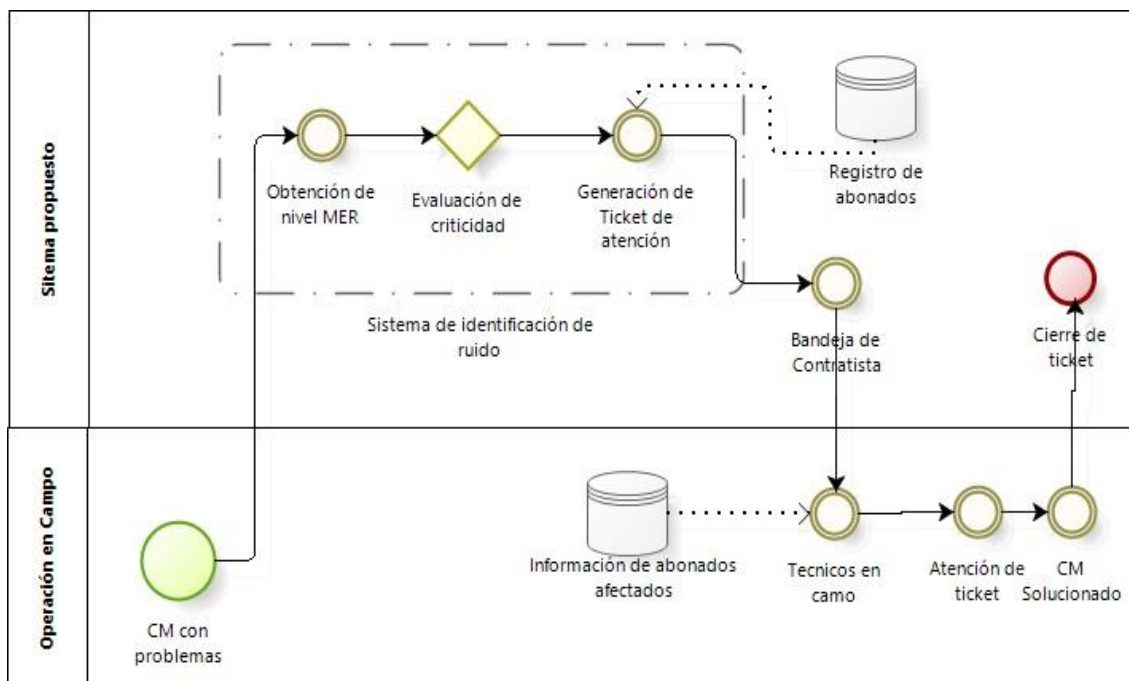 Sitema propuesto
Obtención de
nivel MER
Evaluación de
criticidad
Generación de
Ticket de
atención
Registro de
abonados
Sistema de identificación de
ruido
Bandeja de
Contratista
Cierre de
ticket
Operación en Campo
CM con
problemas
Información de abonados
afectados
Tecnicos en
camo
Atención de
ticket
CM
Solucionado